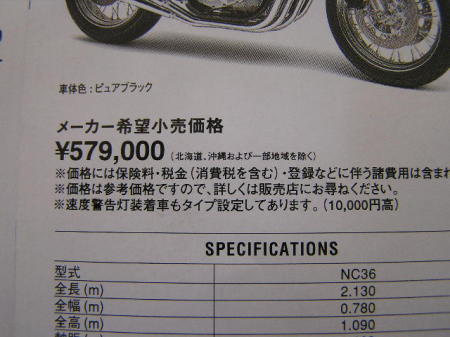 車体色：ピュアブラック
メーカー希望小売価格
¥579,000（北海道、沖縄および一部地域を除く）
※価格には保険料・税金（消費税を含む）・登録などに伴う諸費用は含まれ
※価格は参考価格ですので、詳しくは販売店にお尋ねください。
※速度警告灯装着車もタイプ設定してあります。（10,000円高）
SPECIFICATIONS
型式 NC36
全長（m） 2.130
全幅（m） 0.780
全高（m） 1.090